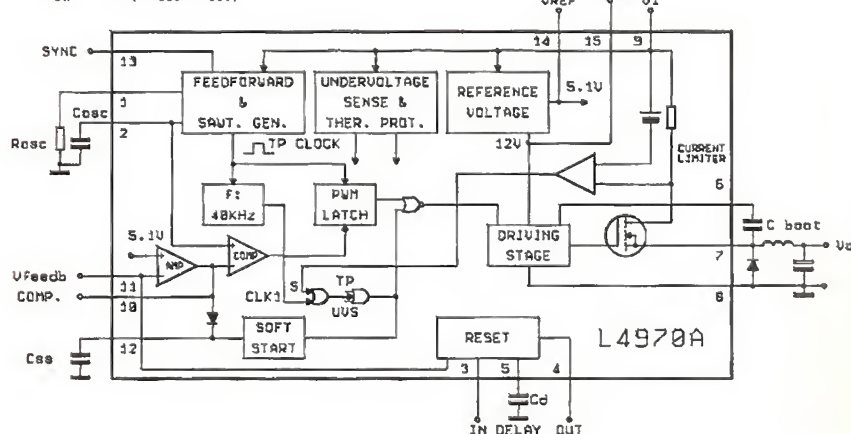 VREF
VI
14 15 9
SYNC
13
FEEDFORWARD & SAWT. GEN.
UNDERVOLTAGE SENSE & THER. PROT.
REFERENCE VOLTAGE
5.1V
1
Cosc
2
Rosc
TP CLOCK
12V
CURRENT LIMITER
6
F: 40KHz
PWM LATCH
C boot
DRIVING STAGE
7
5.1V
AMP
COMP
Vfeedb
11
COMP.
10
CLK1
S
TP
UVS
8
12
Css
SOFT START
RESET
L4970A
3 5 4
Cd
IN DELAY OUT